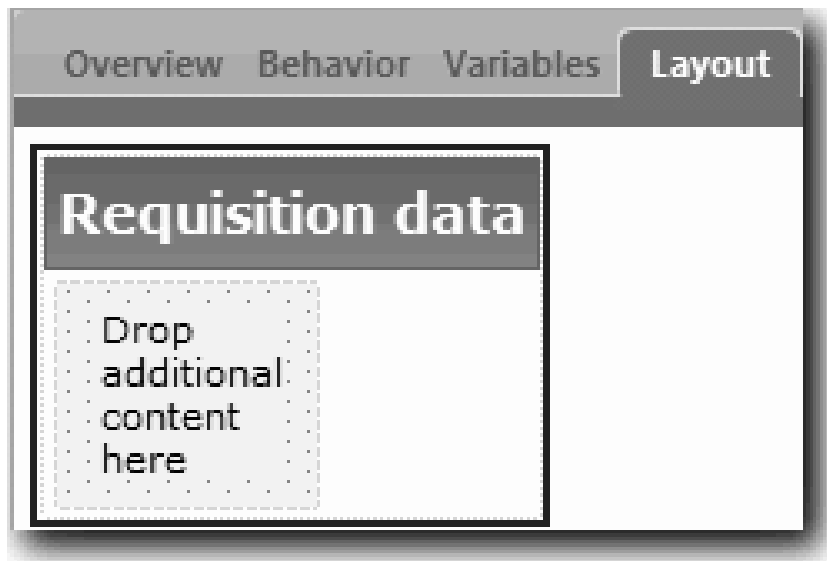 Overview Behavior Variables Layout
Requisition data
Drop
additional
content
here